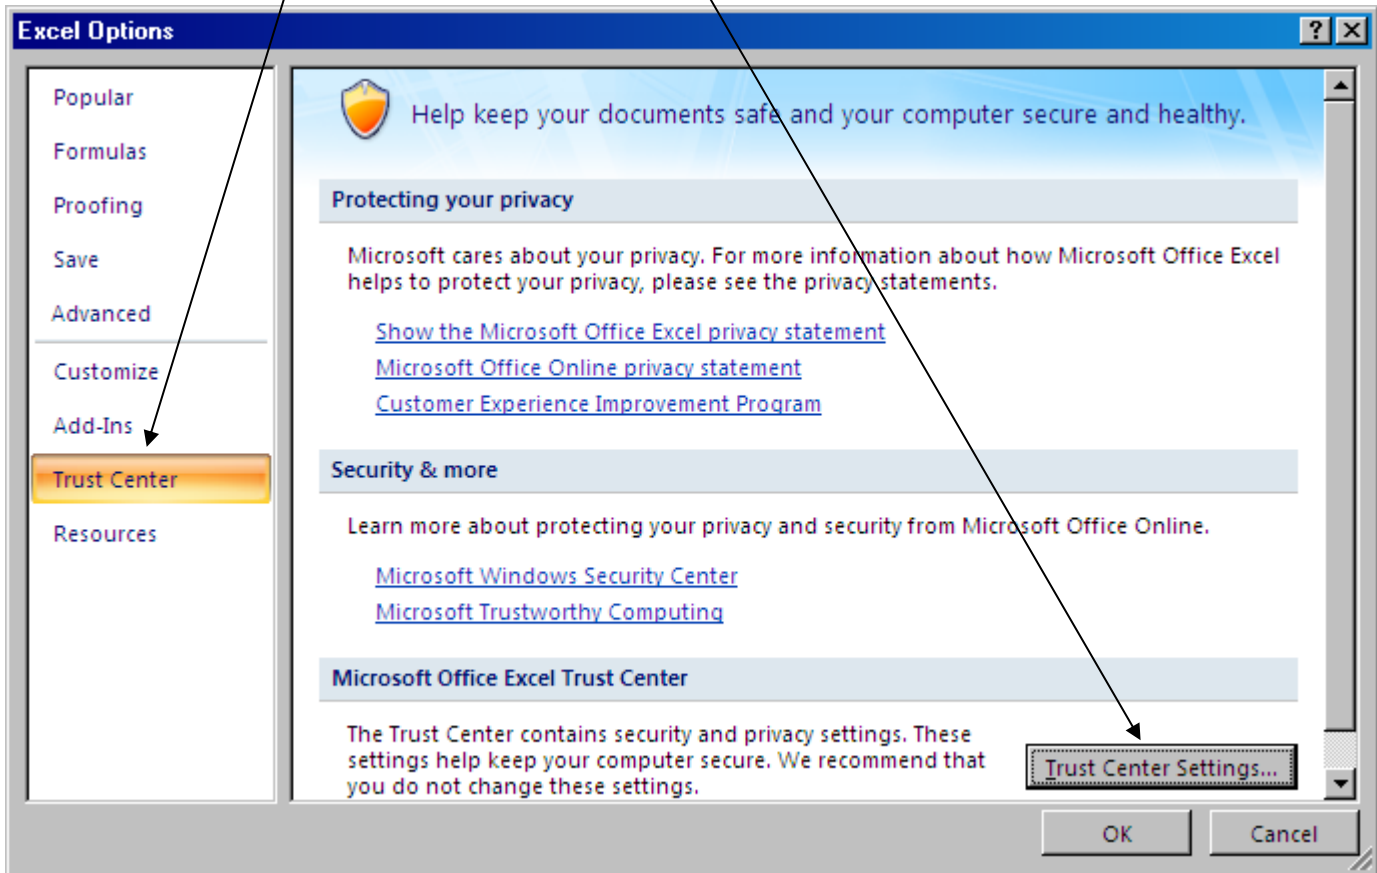 Excel Options
Popular
Formulas
Proofing
Save
Advanced
Customize
Add-Ins
Trust Center
Resources
Help keep your documents safe and your computer secure and healthy.
Protecting your privacy
Microsoft cares about your privacy. For more information about how Microsoft Office Excel
helps to protect your privacy, please see the privacy statements.
Show the Microsoft Office Excel privacy statement
Microsoft Office Online privacy statement
Customer Experience Improvement Program
Security & more
Learn more about protecting your privacy and security from Microsoft Office Online.
Microsoft Windows Security Center
Microsoft Trustworthy Computing
Microsoft Office Excel Trust Center
The Trust Center contains security and privacy settings. These
settings help keep your computer secure. We recommend that
you do not change these settings.
Trust Center Settings...
OK
Cancel